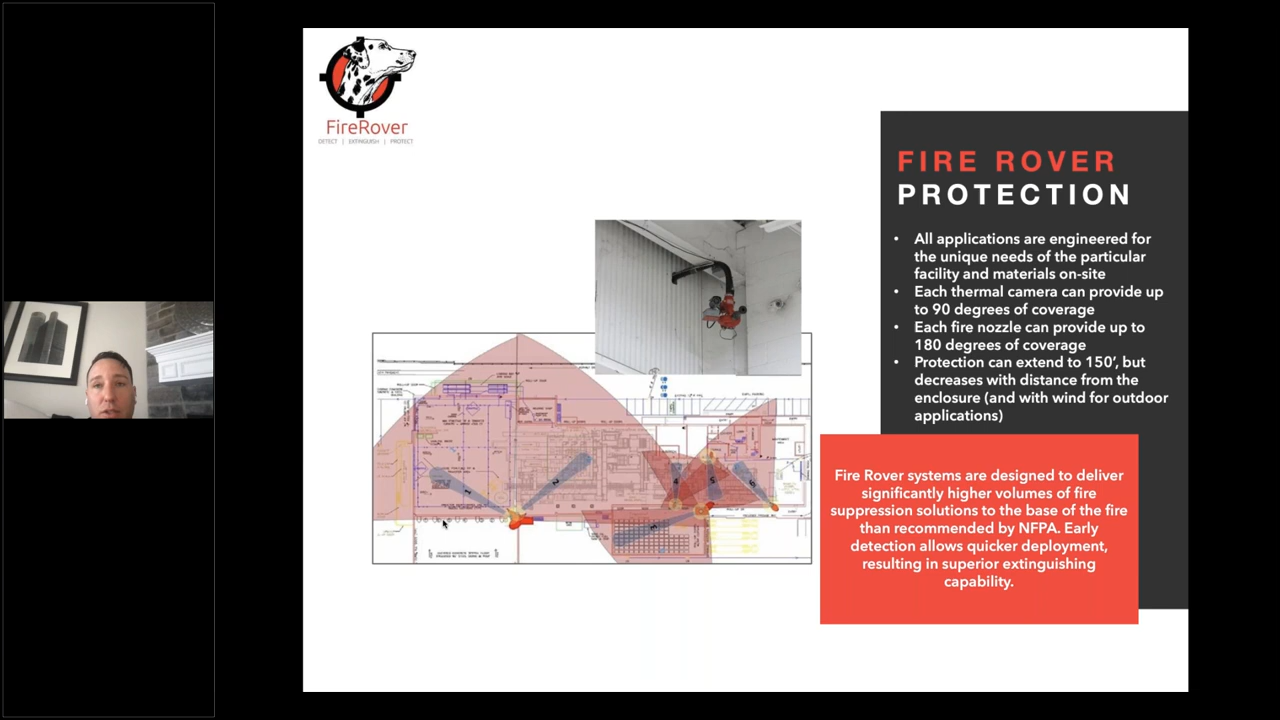 FireRover
DETECT | EXTINGUISH | PROTECT
FIRE ROVER
PROTECTION
• All applications are engineered for
the unique needs of the particular
facility and materials on-site
• Each thermal camera can provide up
to 90 degrees of coverage
• Each fire nozzle can provide up to
180 degrees of coverage
• Protection can extend to 150’, but
decreases with distance from the
enclosure (and with wind for outdoor
applications)
Fire Rover systems are designed to deliver
significantly higher volumes of fire
suppression solutions to the base of the fire
than recommended by NFPA. Early
detection allows quicker deployment,
resulting in superior extinguishing
capability.
1
2
4
5
6